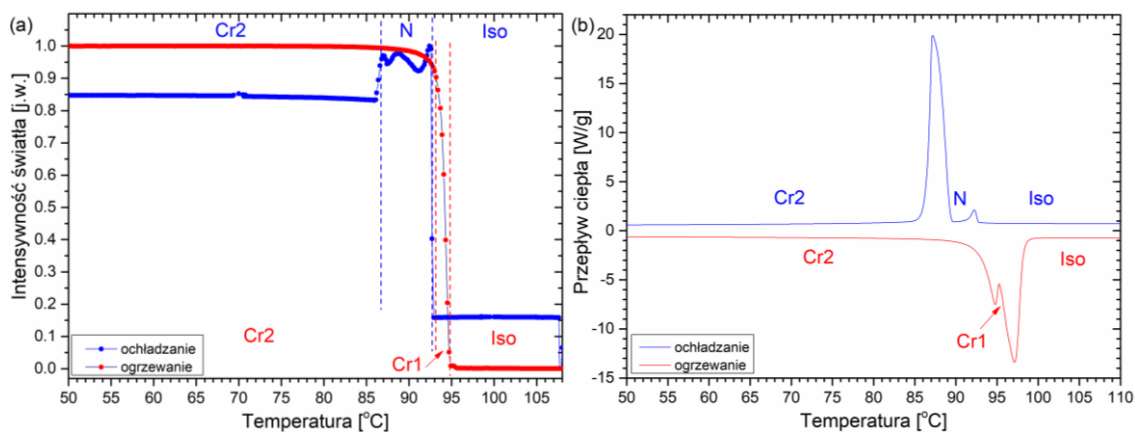 (a)
Cr2 N Iso
1.0
0.9
0.8
0.7
0.6
0.5
0.4
0.3
0.2
0.1
0.0
Intensywność światła [j.w.]
Cr2
Cr1
Iso
ochładzanie
ogrzewanie
50 55 60 65 70 75 80 85 90 95 100 105
Temperatura [°C]
(b)
20
15
10
5
0
-5
-10
-15
Przepływ ciepła [W/g]
Cr2 N Iso
Cr2 Iso
Cr1
ochładzanie
ogrzewanie
50 55 60 65 70 75 80 85 90 95 100 105 110
Temperatura [°C]